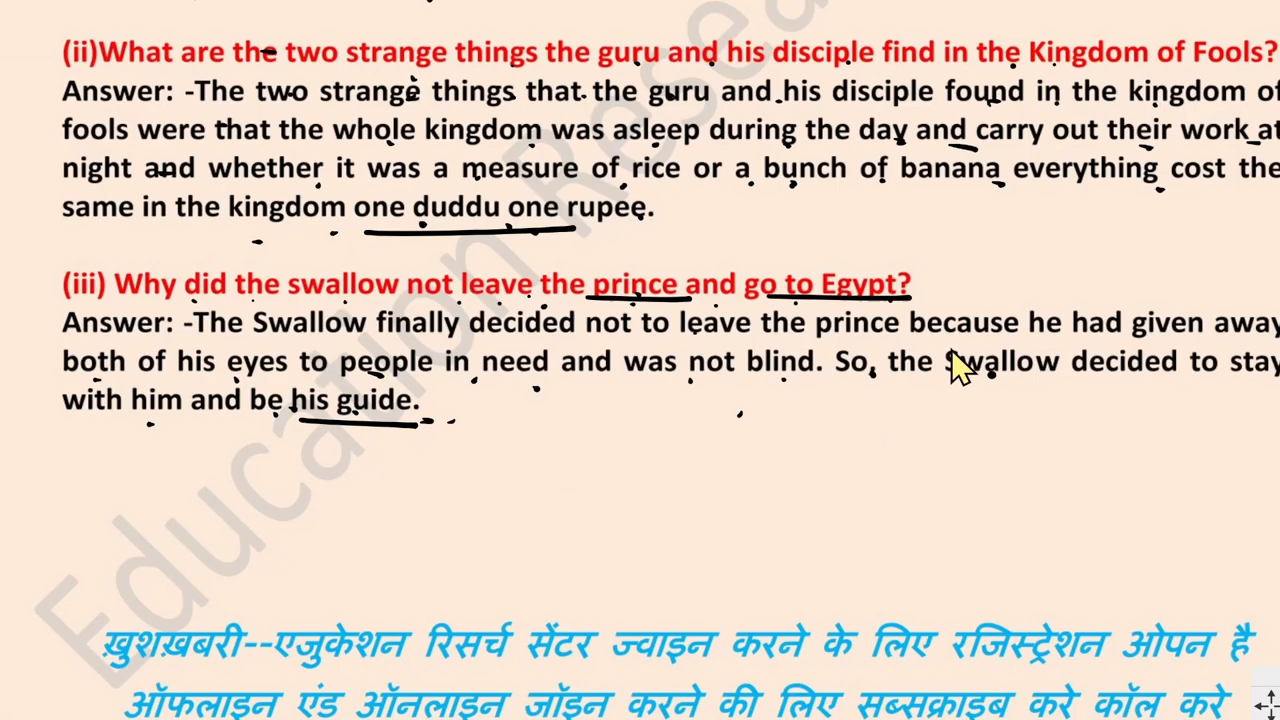 (ii)What are the two strange things the guru and his disciple find in the Kingdom of Fools?
Answer: -The two strange things that the guru and his disciple found in the kingdom of
fools were that the whole kingdom was asleep during the day and carry out their work at
night and whether it was a measure of rice or a bunch of banana everything cost the
same in the kingdom one duddu one rupee.
(iii) Why did the swallow not leave the prince and go to Egypt?
Answer: -The Swallow finally decided not to leave the prince because he had given away
both of his eyes to people in need and was not blind. So, the Swallow decided to stay
with him and be his guide.
Education Resea
ख़ुशख़बरी--एजुकेशन रिसर्च सेंटर ज्वाइन करने के लिए रजिस्ट्रेशन ओपन है
ऑफलाइन एंड ऑनलाइन जॉइन करने की लिए सब्सक्राइब करे कॉल करे